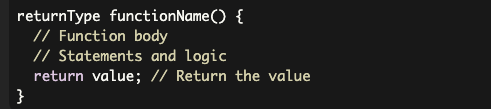 returnType functionName() {
  // Function body
  // Statements and logic
  return value; // Return the value
}